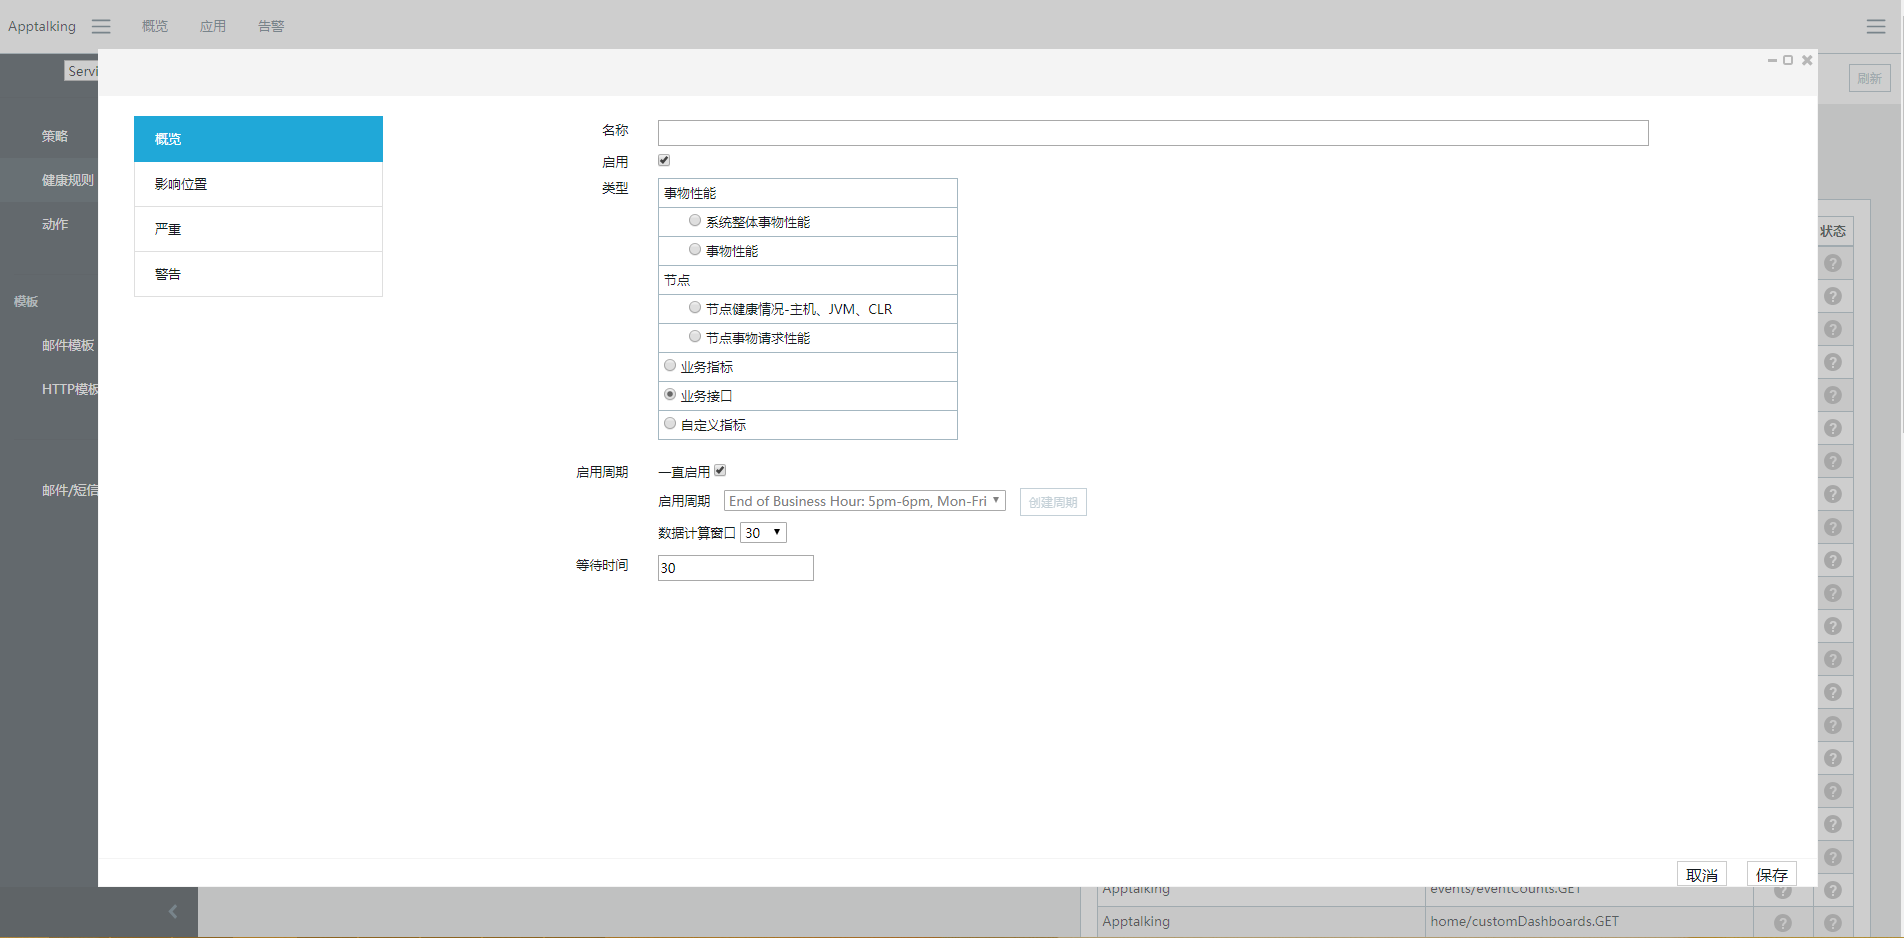 Apptalking 概览 应用 告警
Servi
刷新
策略
健康规则
动作
模板
邮件模板
HTTP模板
邮件/短信
概览
影响位置
严重
警告
名称
启用
类型
事物性能
系统整体事物性能
事物性能
节点
节点健康情况-主机、JVM、CLR
节点事物请求性能
业务指标
业务接口
自定义指标
启用周期 一直启用
启用周期 End of Business Hour: 5pm-6pm, Mon-Fri 创建周期
数据计算窗口 30
等待时间 30
状态
取消 保存
Apptalking events/eventCounts.GET
Apptalking home/customDashboards.GET